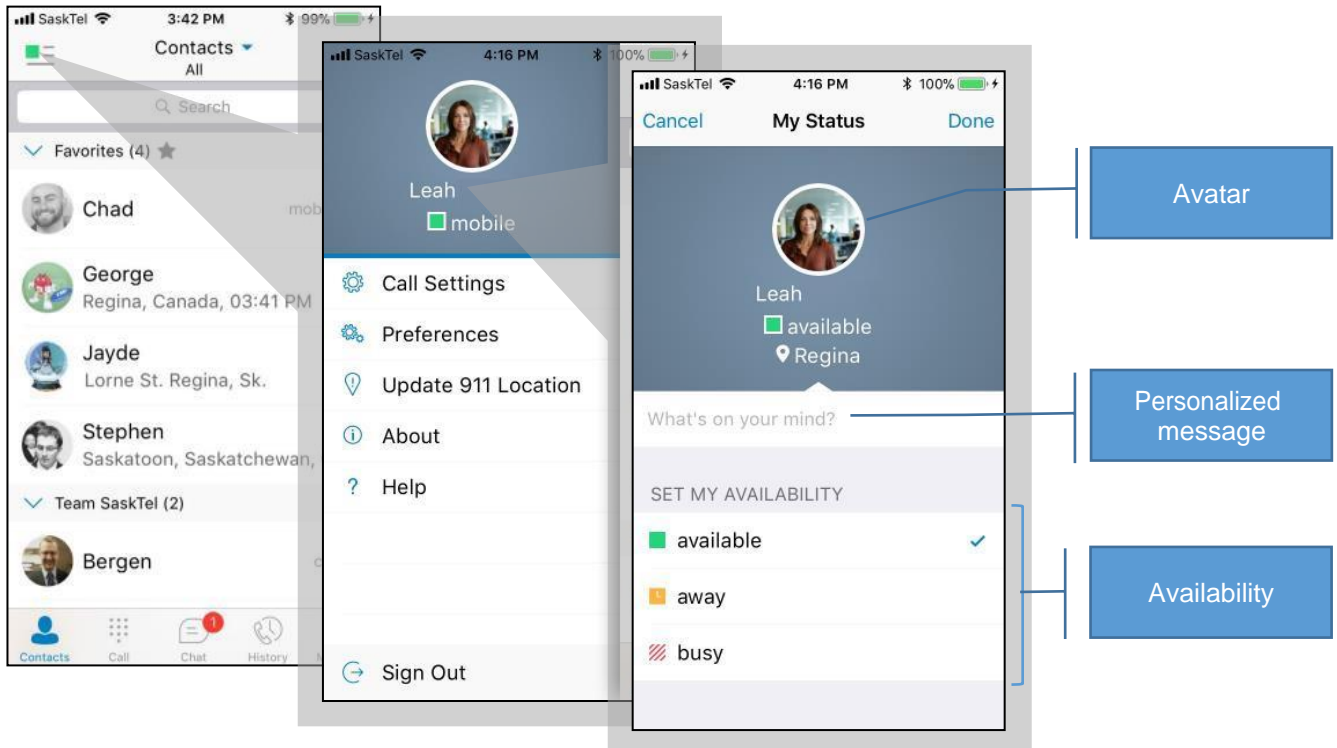 SaskTel 3:42 PM 99%
Contacts
All
Search
Favorites (4)
Chad
mob
George
Regina, Canada, 03:41 PM
Jayde
Lorne St. Regina, Sk.
Stephen
Saskatoon, Saskatchewan,
Team SaskTel (2)
Bergen
Contacts Call Chat 1 History
SaskTel 4:16 PM 100%
Leah
mobile
Call Settings
Preferences
Update 911 Location
About
Help
Sign Out
SaskTel 4:16 PM 100%
Cancel My Status Done
Leah
available
Regina
What's on your mind?
SET MY AVAILABILITY
available
away
busy
Avatar
Personalized
message
Availability